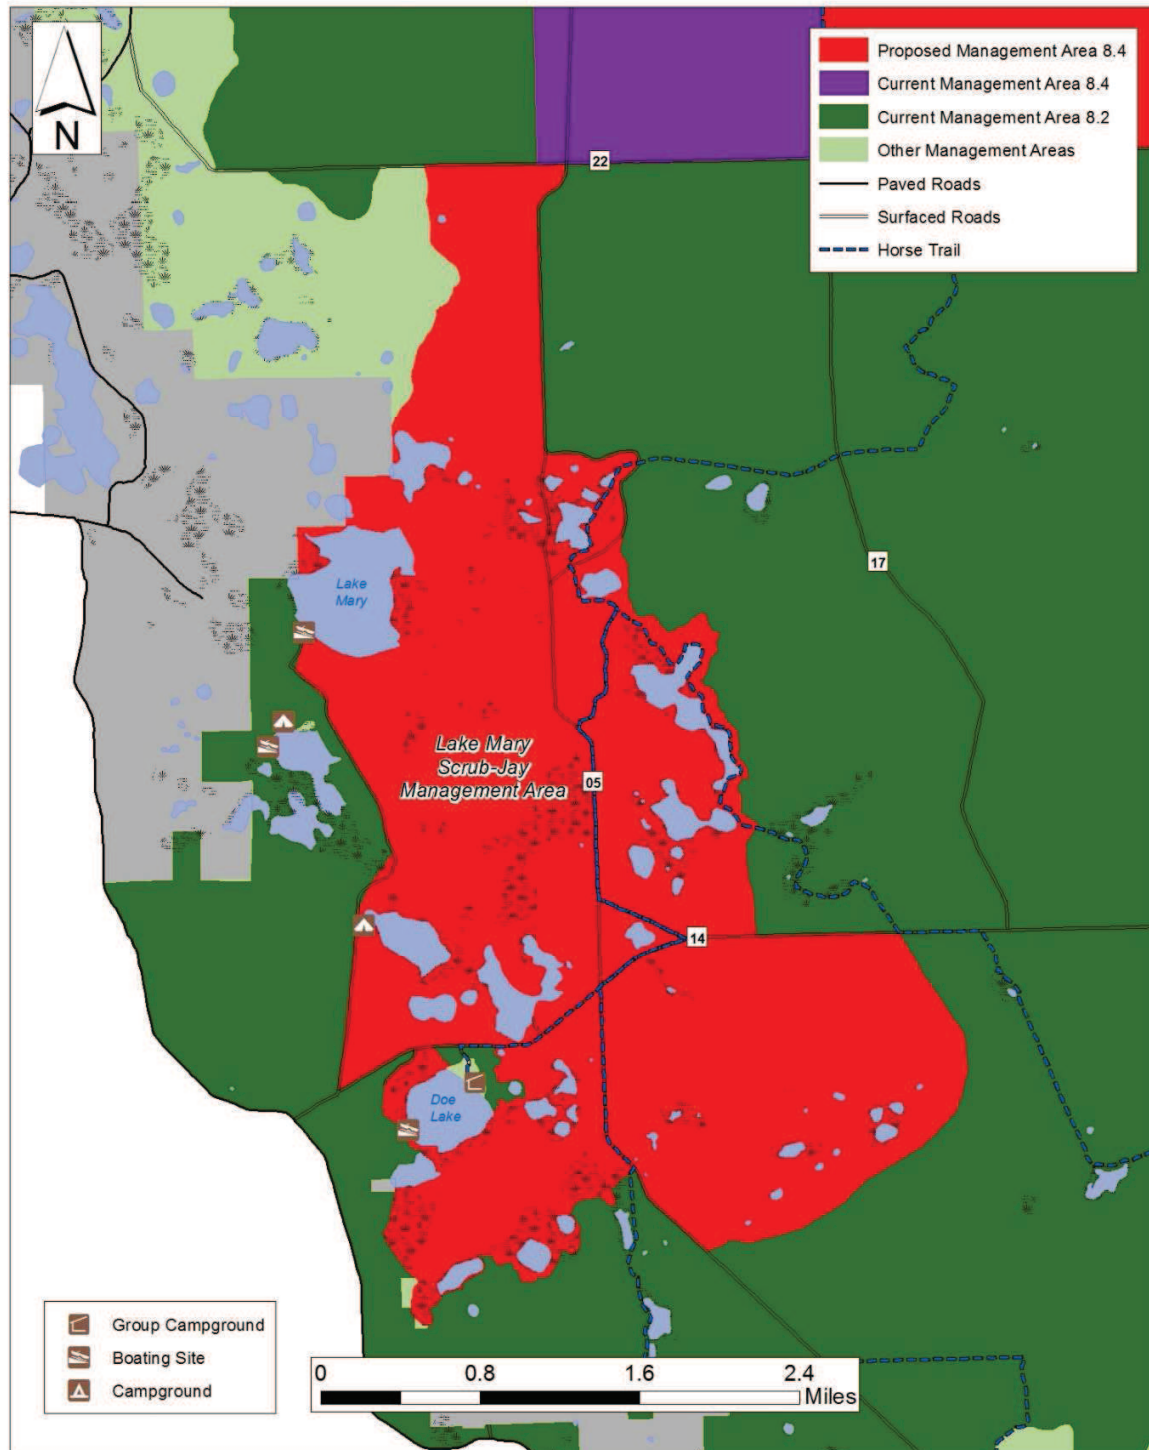 N
Proposed Management Area 8.4
Current Management Area 8.4
Current Management Area 8.2
Other Management Areas
Paved Roads
Surfaced Roads
Horse Trail
22
17
Lake
Mary
Lake Mary
Scrub-Jay
Management Area
05
14
Doe
Lake
Group Campground
Boating Site
Campground
0 0.8 1.6 2.4
Miles